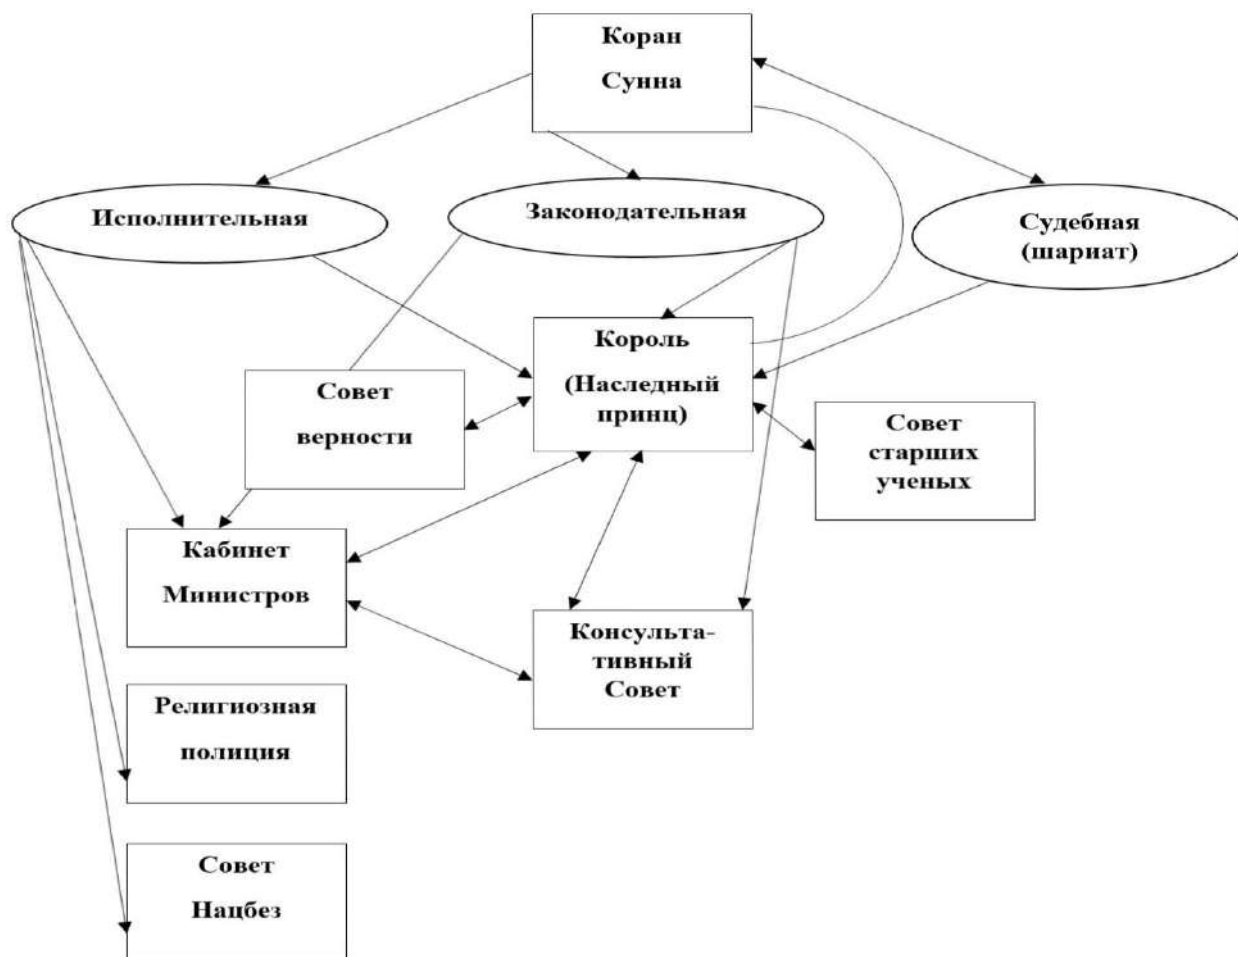 Коран
Сунна
Исполнительная
Законодательная
Судебная
(шариат)
Король
(Наследный
принц)
Совет
верности
Совет
старших
ученых
Кабинет
Министров
Консульта-
тивный
Совет
Религиозная
полиция
Совет
Нацбез